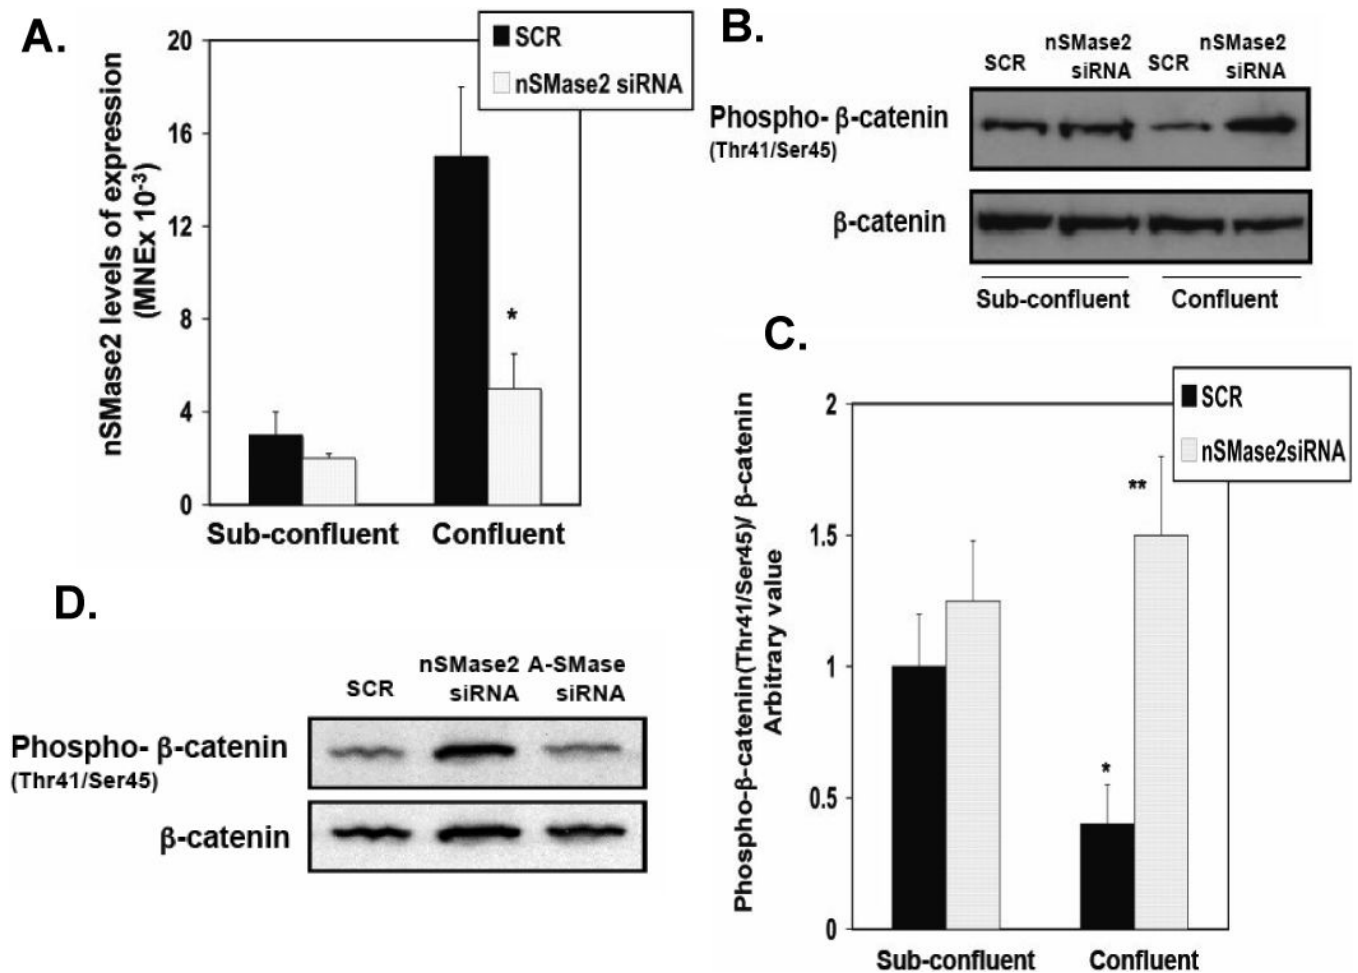 A.
nSMase2 levels of expression
(MNEx 10-3)
20
16
12
8
4
0
SCR
nSMase2 siRNA
*
Sub-confluent Confluent
B.
SCR nSMase2 siRNA SCR nSMase2 siRNA
Phospho- β-catenin
(Thr41/Ser45)
β-catenin
Sub-confluent Confluent
C.
Phospho-β-catenin(Thr41/Ser45)/ β-catenin
Arbitrary value
2
1.5
1
0.5
0
SCR
nSMase2siRNA
**
*
Sub-confluent Confluent
D.
SCR nSMase2 siRNA A-SMase siRNA
Phospho- β-catenin
(Thr41/Ser45)
β-catenin